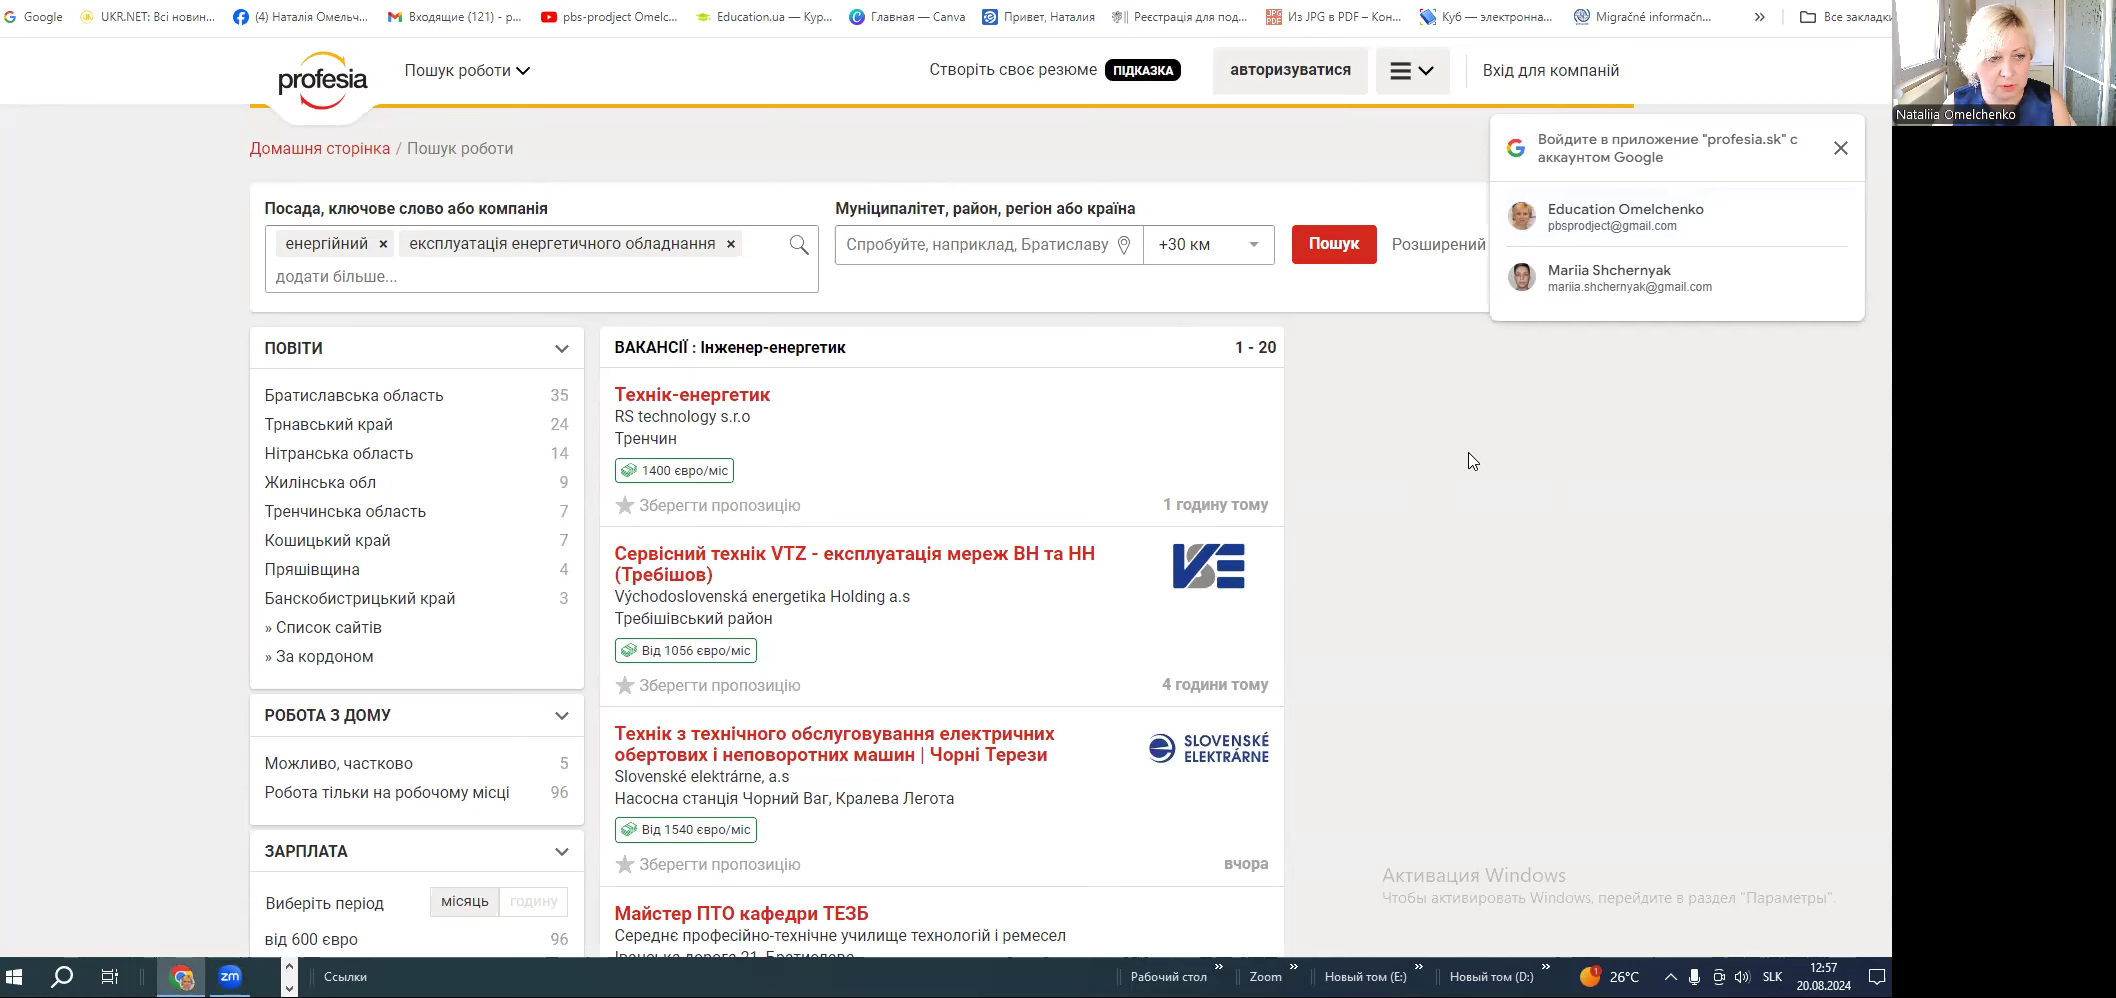 Google
UKR.NET: Всі новин...
(4) Наталія Омельч...
Входящие (121) - p...
pbs-prodject Omelc...
Education.ua — Кур...
Главная — Canva
Привет, Наталия
Реєстрація для под...
Из JPG в PDF – Кон...
Куб — электронна...
Migračné informačn...
»
Все закладки
profesia
Пошук роботи
Створіть своє резюме ПІДКАЗКА
авторизуватися
Вхід для компаній
Nataliia Omelchenko
Домашня сторінка / Пошук роботи
Войдите в приложение "profesia.sk" с
аккаунтом Google
Education Omelchenko
pbsprodject@gmail.com
Mariia Shchernyak
mariia.shchernyak@gmail.com
Посада, ключове слово або компанія
енергійний × експлуатація енергетичного обладнання ×
додати більше...
Муніципалітет, район, регіон або країна
Спробуйте, наприклад, Братиславу
+30 км
Пошук
Розширений
ПОВІТИ
Братиславська область 35
Трнавський край 24
Нітранська область 14
Жилінська обл 9
Тренчинська область 7
Кошицький край 7
Пряшівщина 4
Банскобистрицький край 3
» Список сайтів
» За кордоном
РОБОТА З ДОМУ
Можливо, частково 5
Робота тільки на робочому місці 96
ЗАРПЛАТА
Виберіть період місяць годину
від 600 євро 96
ВАКАНСІЇ : Інженер-енергетик 1 - 20
Технік-енергетик
RS technology s.r.o
Тренчин
1400 євро/міс
Зберегти пропозицію 1 годину тому
Сервісний технік VTZ - експлуатація мереж ВН та НН
(Требішов)
Východoslovenská energetika Holding a.s
Требішівський район
Від 1056 євро/міс
Зберегти пропозицію 4 години тому
VSE
Технік з технічного обслуговування електричних
обертових і неповоротних машин | Чорні Терези
Slovenské elektrárne, a.s
Насосна станція Чорний Ваг, Кралева Легота
Від 1540 євро/міс
Зберегти пропозицію вчора
SLOVENSKÉ
ELEKTRÁRNE
Майстер ПТО кафедри ТЕЗБ
Середнє професійно-технічне училище технологій і ремесел
Іванська дорога 21, Братислава
Активация Windows
Чтобы активировать Windows, перейдите в раздел "Параметры".
zm
Ссылки
Рабочий стол »
Zoom »
Новый том (E:) »
Новый том (D:) »
1
26°C
SLK
12:57
20.08.2024